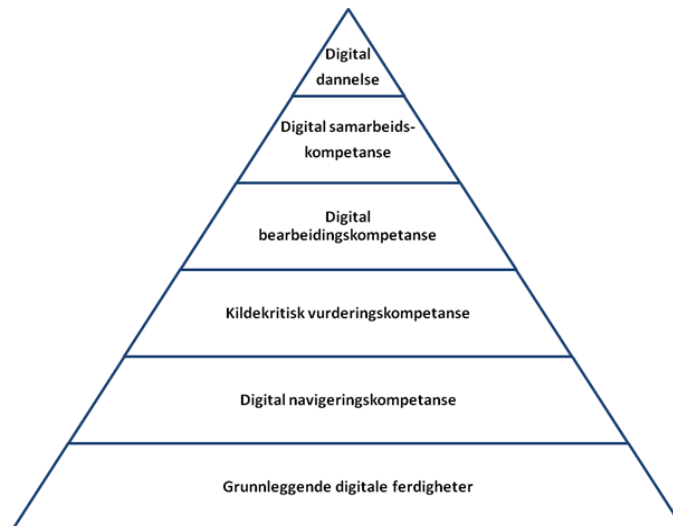 Digital
dannelse
Digital samarbeids-
kompetanse
Digital
bearbeidingskompetanse
Kildekritisk vurderingskompetanse
Digital navigeringskompetanse
Grunnleggende digitale ferdigheter